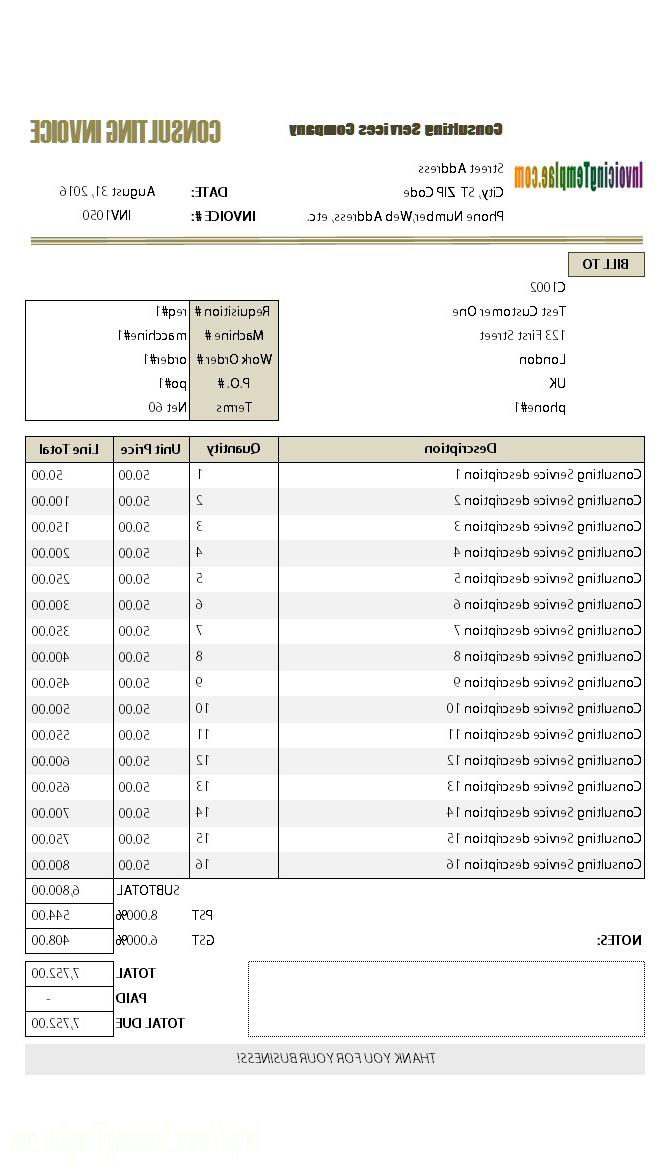 Consulting Services Company
CONSULTING INVOICE
InvoicingTemplae.com
Street Address
City, ST ZIP Code
DATE: August 31, 2016
Phone Number,Web Address, etc.
INVOICE #: INV1050
BILL TO
C1002
Test Customer One
Requisition # req#1
123 First Street
Machine # macchine#1
London
Work Order # order#1
UK
P.O. # po#1
phone#1
Terms Net 60
Description Quantity Unit Price Line Total
Consulting Service description 1 1 50.00 50.00
Consulting Service description 2 2 50.00 100.00
Consulting Service description 3 3 50.00 150.00
Consulting Service description 4 4 50.00 200.00
Consulting Service description 5 5 50.00 250.00
Consulting Service description 6 6 50.00 300.00
Consulting Service description 7 7 50.00 350.00
Consulting Service description 8 8 50.00 400.00
Consulting Service description 9 9 50.00 450.00
Consulting Service description 10 10 50.00 500.00
Consulting Service description 11 11 50.00 550.00
Consulting Service description 12 12 50.00 600.00
Consulting Service description 13 13 50.00 650.00
Consulting Service description 14 14 50.00 700.00
Consulting Service description 15 15 50.00 750.00
Consulting Service description 16 16 50.00 800.00
SUBTOTAL 6,800.00
PST 8.000% 544.00
NOTES: GST 6.000% 408.00
TOTAL 7,752.00
PAID -
TOTAL DUE 7,752.00
THANK YOU FOR YOUR BUSINESS!